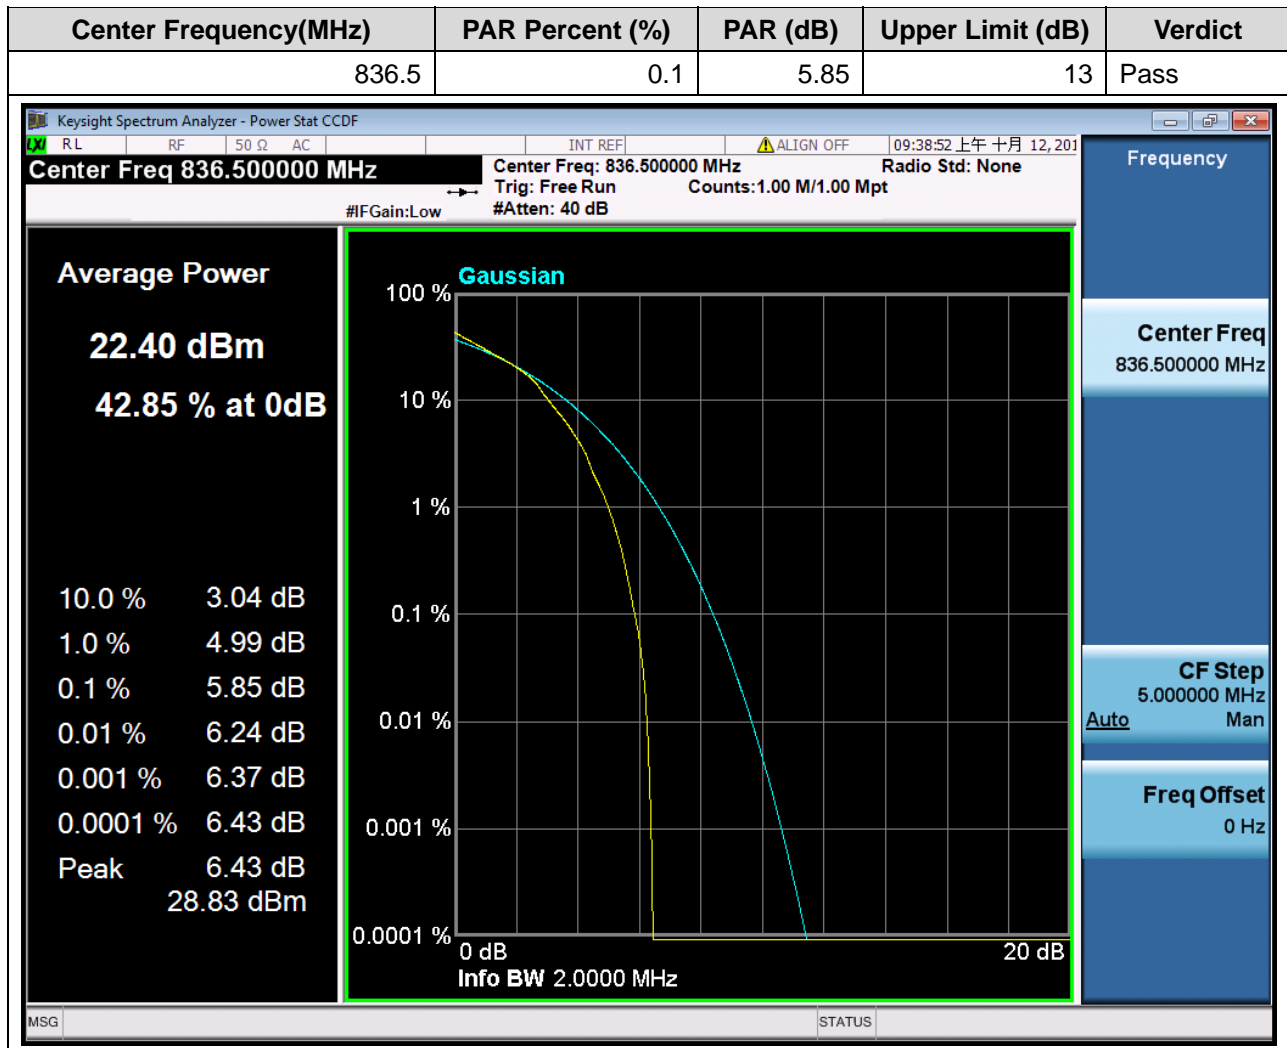 Center Frequency(MHz) PAR Percent (%) PAR (dB) Upper Limit (dB) Verdict
836.5 0.1 5.85 13 Pass
Keysight Spectrum Analyzer - Power Stat CCDF
LXI RL RF 50 Ω AC INT REF ALIGN OFF 09:38:52 上午 十月 12, 201
Center Freq 836.500000 MHz
Center Freq: 836.500000 MHz Radio Std: None
Trig: Free Run Counts:1.00 M/1.00 Mpt
#IFGain:Low #Atten: 40 dB
Average Power
22.40 dBm
42.85 % at 0dB
10.0 % 3.04 dB
1.0 % 4.99 dB
0.1 % 5.85 dB
0.01 % 6.24 dB
0.001 % 6.37 dB
0.0001 % 6.43 dB
Peak 6.43 dB
28.83 dBm
Gaussian
100 %
10 %
1 %
0.1 %
0.01 %
0.001 %
0.0001 %
0 dB 20 dB
Info BW 2.0000 MHz
Frequency
Center Freq
836.500000 MHz
CF Step
5.000000 MHz
Auto Man
Freq Offset
0 Hz
MSG STATUS